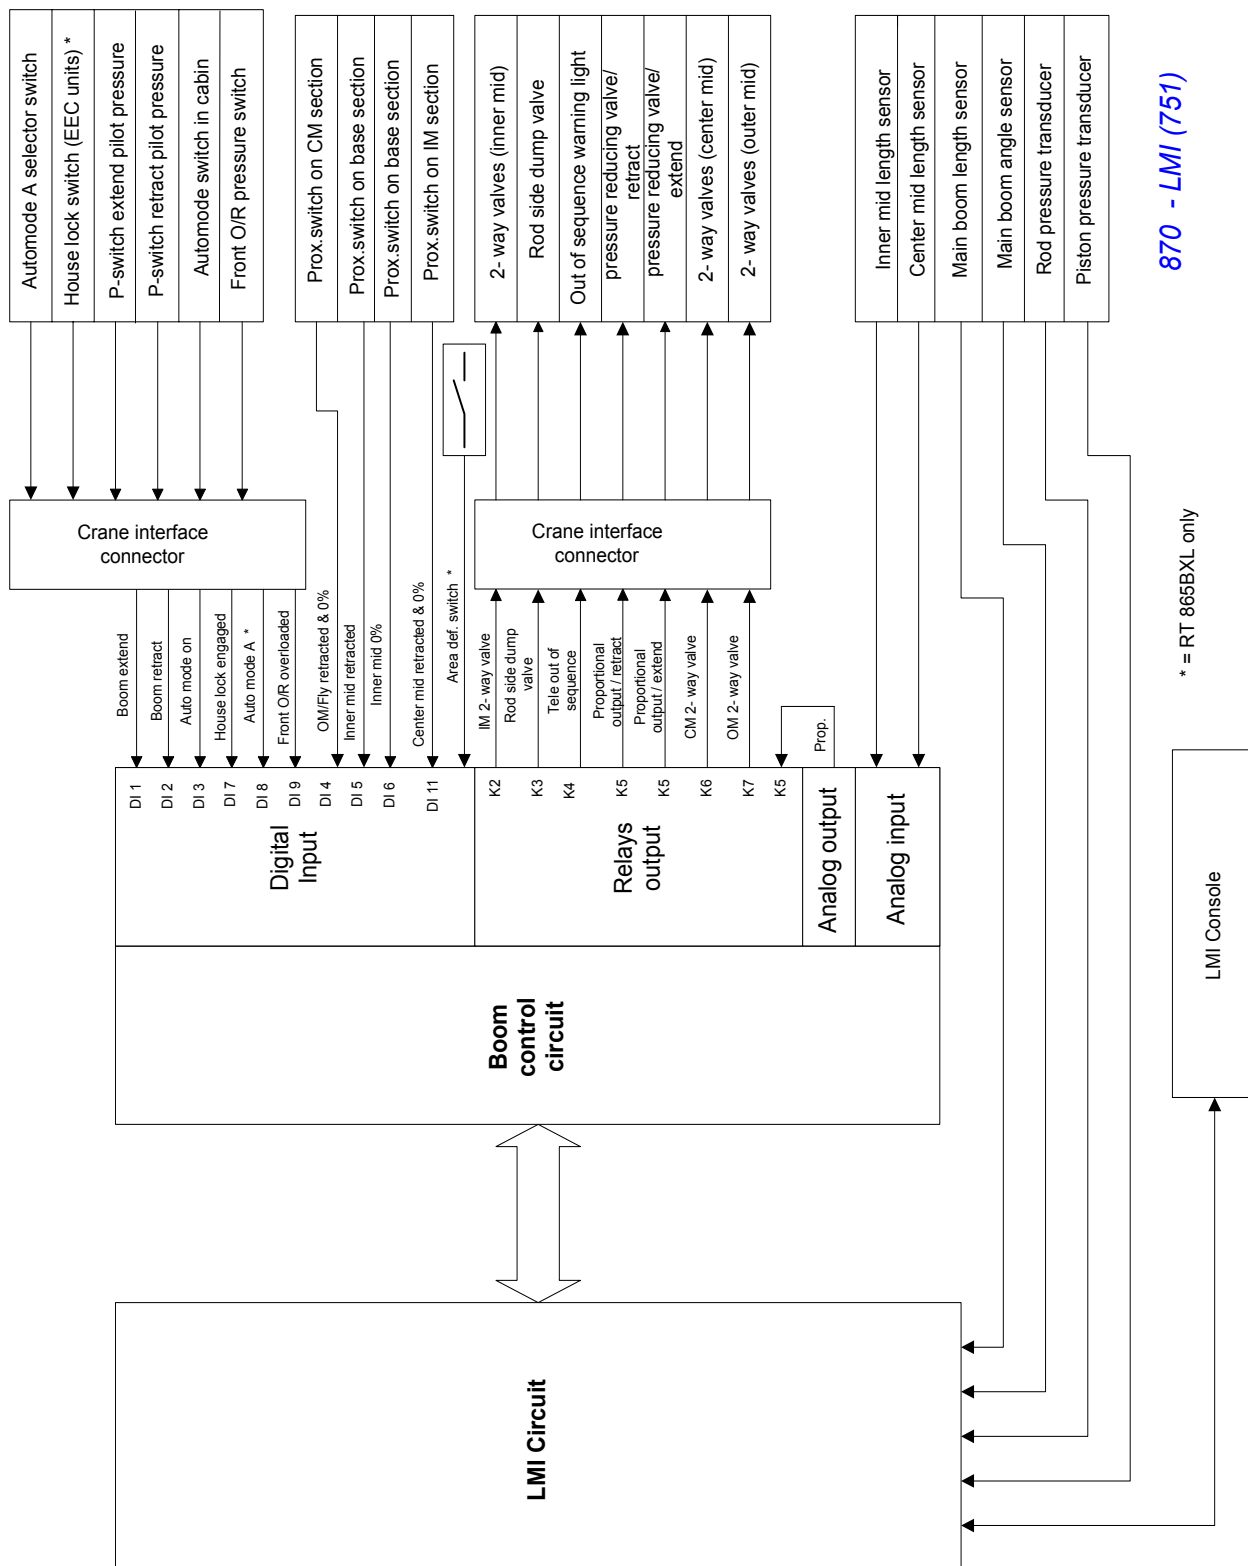 Automode A selector switch
House lock switch (EEC units) *
P-switch extend pilot pressure
P-switch retract pilot pressure
Automode switch in cabin
Front O/R pressure switch
Prox.switch on CM section
Prox.switch on base section
Prox.switch on base section
Prox.switch on IM section
2- way valves (inner mid)
Rod side dump valve
Out of sequence warning light
pressure reducing valve/
retract
pressure reducing valve/
extend
2- way valves (center mid)
2- way valves (outer mid)
Inner mid length sensor
Center mid length sensor
Main boom length sensor
Main boom angle sensor
Rod pressure transducer
Piston pressure transducer
870 - LMI (751)
Crane interface
connector
Crane interface
connector
Boom extend
Boom retract
Auto mode on
House lock engaged
Auto mode A *
Front O/R overloaded
OM/Fly retracted & 0%
Inner mid retracted
Inner mid 0%
Center mid retracted & 0%
Area def. switch *
IM 2- way valve
Rod side dump
valve
Tele out of
sequence
Proportional
output / retract
Proportional
output / extend
CM 2- way valve
OM 2- way valve
Prop.
* = RT 865BXL only
DI 1
DI 2
DI 3
DI 7
DI 8
DI 9
DI 4
DI 5
DI 6
DI 11
K2
K3
K4
K5
K5
K6
K7
K5
Digital
Input
Relays
output
Analog output
Analog input
Boom
control
circuit
LMI Console
LMI Circuit